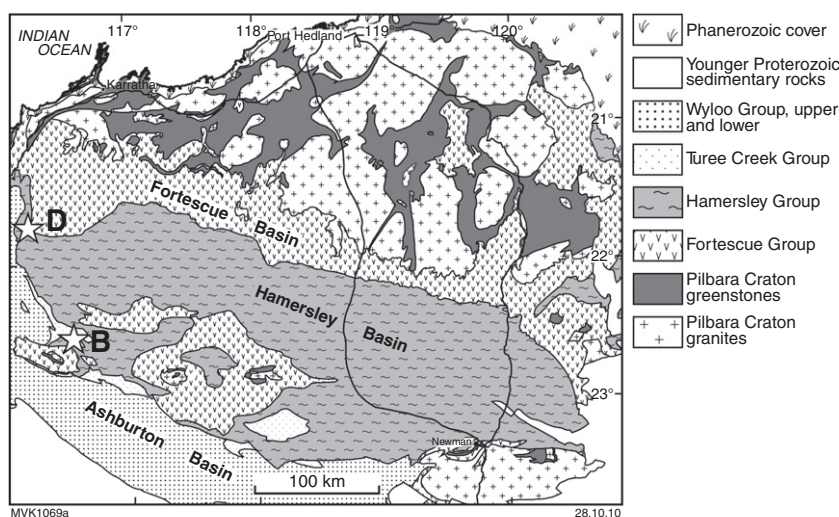 117°
118°
119°
120°
INDIAN
OCEAN
Port Hedland
Karratha
21°
Fortescue
Basin
D
22°
Hamersley
Basin
B
23°
Ashburton
Basin
Newman
100 km
MVK1069a
28.10.10
Phanerozoic cover
Younger Proterozoic
sedimentary rocks
Wyloo Group, upper
and lower
Turee Creek Group
Hamersley Group
Fortescue Group
Pilbara Craton
greenstones
Pilbara Craton
granites